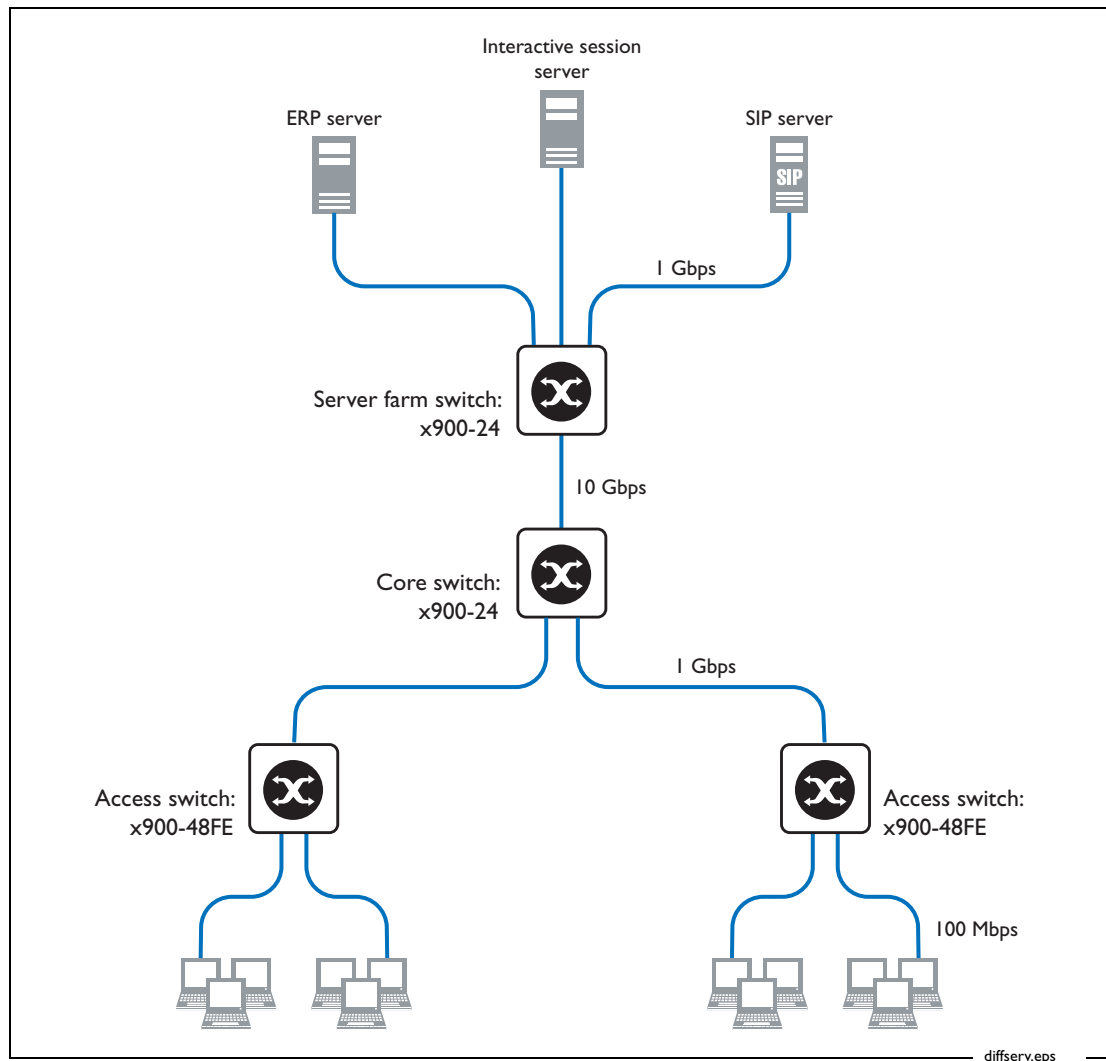 Interactive session
server
ERP server
SIP server
SIP
1 Gbps
Server farm switch:
x900-24
10 Gbps
Core switch:
x900-24
1 Gbps
Access switch:
x900-48FE
Access switch:
x900-48FE
100 Mbps
diffserv.eps